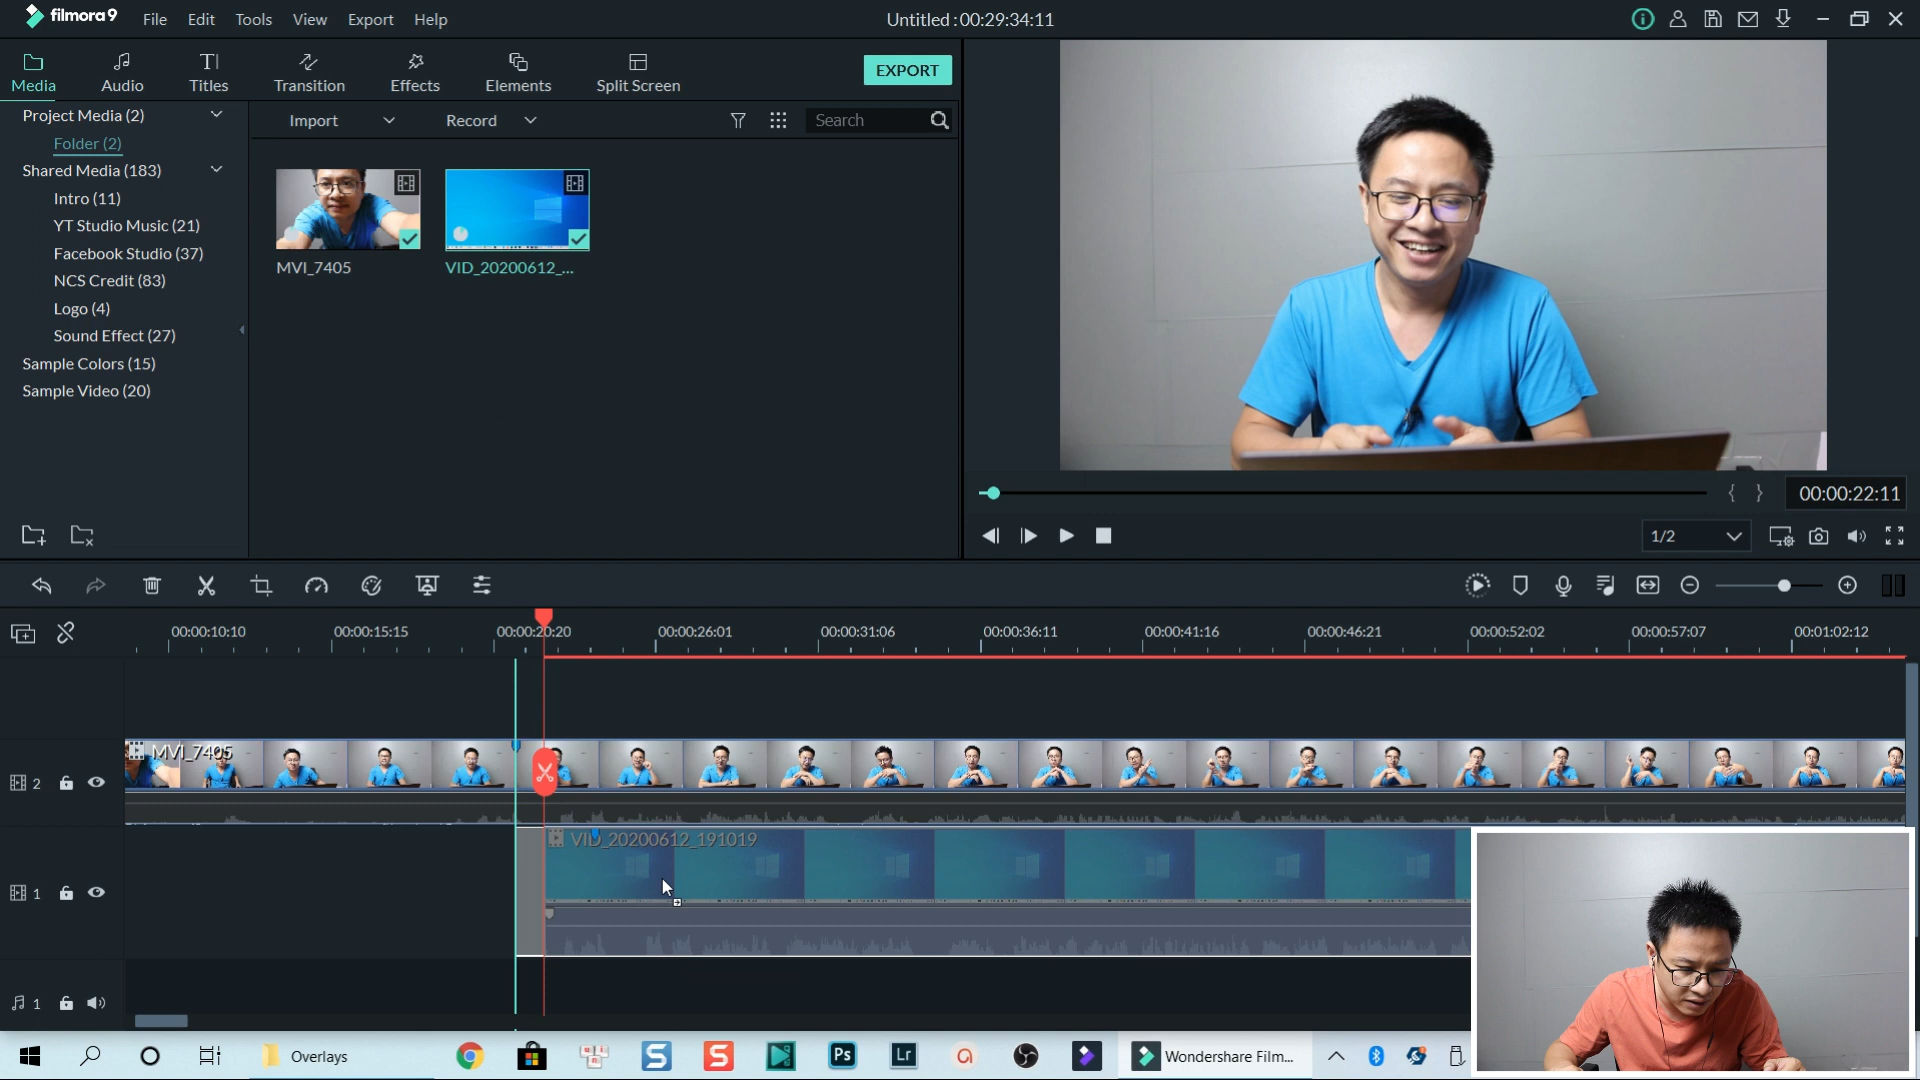 filmora9 File Edit Tools View Export Help
Untitled : 00:29:34:11
Media Audio Titles Transition Effects Elements Split Screen
EXPORT
Project Media (2)
Folder (2)
Shared Media (183)
Intro (11)
YT Studio Music (21)
Facebook Studio (37)
NCS Credit (83)
Logo (4)
Sound Effect (27)
Sample Colors (15)
Sample Video (20)
Import Record Search
MVI_7405 VID_20200612_...
00:00:22:11
1/2
00:00:10:10 00:00:15:15 00:00:20:20 00:00:26:01 00:00:31:06 00:00:36:11 00:00:41:16 00:00:46:21 00:00:52:02 00:00:57:07 00:01:02:12
MVI_7405
2
VID_20200612_191019
1
1
Overlays
S
S
Ps
Lr
Wondershare Film...